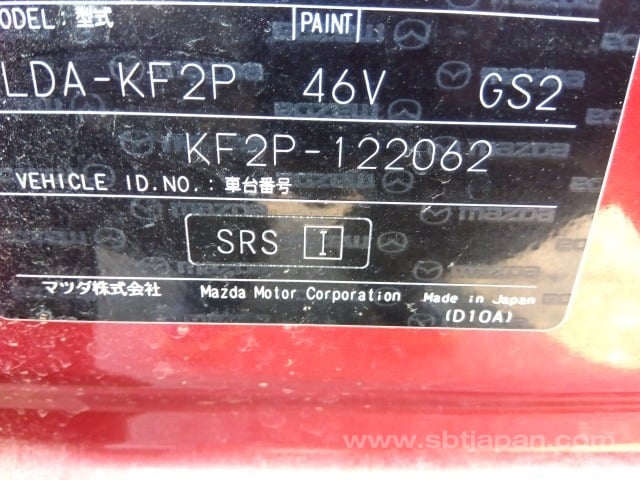 MODEL: 型式 PAINT
LDA-KF2P 46V GS2
KF2P-122062
VEHICLE ID.NO.: 車台番号
SRS I
マツダ株式会社 Mazda Motor Corporation Made in Japan
(D10A)
mazda
www.sbtjapan.com